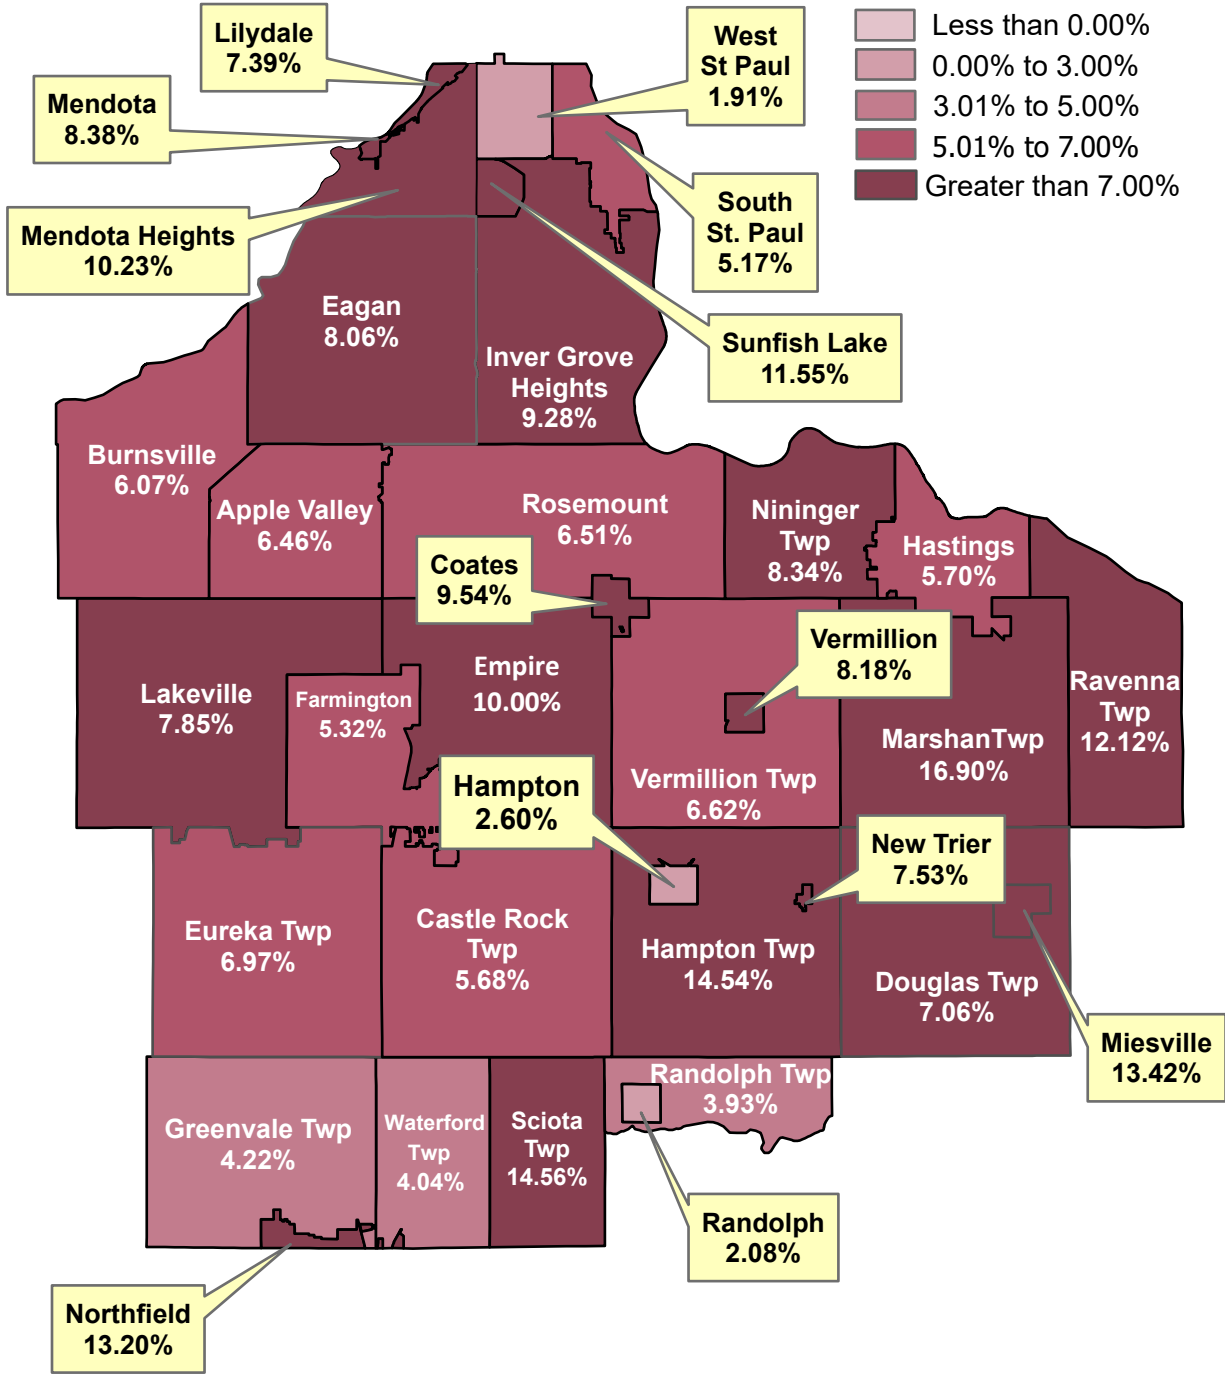 Lilydale
7.39%
West
St Paul
1.91%
Less than 0.00%
0.00% to 3.00%
3.01% to 5.00%
5.01% to 7.00%
Greater than 7.00%
Mendota
8.38%
South
St. Paul
5.17%
Mendota Heights
10.23%
Eagan
8.06%
Sunfish Lake
11.55%
Inver Grove
Heights
9.28%
Burnsville
6.07%
Apple Valley
6.46%
Rosemount
6.51%
Nininger
Twp
8.34%
Hastings
5.70%
Coates
9.54%
Vermillion
8.18%
Lakeville
7.85%
Farmington
5.32%
Empire
10.00%
Ravenna
Twp
12.12%
MarshanTwp
16.90%
Vermillion Twp
6.62%
Hampton
2.60%
New Trier
7.53%
Eureka Twp
6.97%
Castle Rock
Twp
5.68%
Hampton Twp
14.54%
Douglas Twp
7.06%
Miesville
13.42%
Greenvale Twp
4.22%
Waterford
Twp
4.04%
Sciota
Twp
14.56%
Randolph Twp
3.93%
Randolph
2.08%
Northfield
13.20%